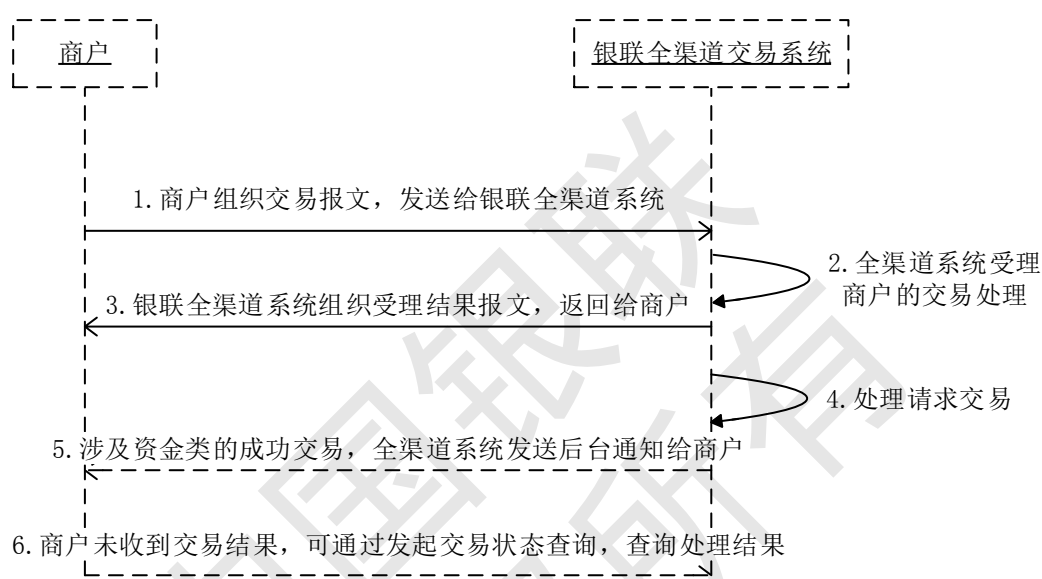 商户
银联全渠道交易系统
1.商户组织交易报文，发送给银联全渠道系统
2.全渠道系统受理
商户的交易处理
3.银联全渠道系统组织受理结果报文，返回给商户
4.处理请求交易
5.涉及资金类的成功交易，全渠道系统发送后台通知给商户
6.商户未收到交易结果，可通过发起交易状态查询，查询处理结果